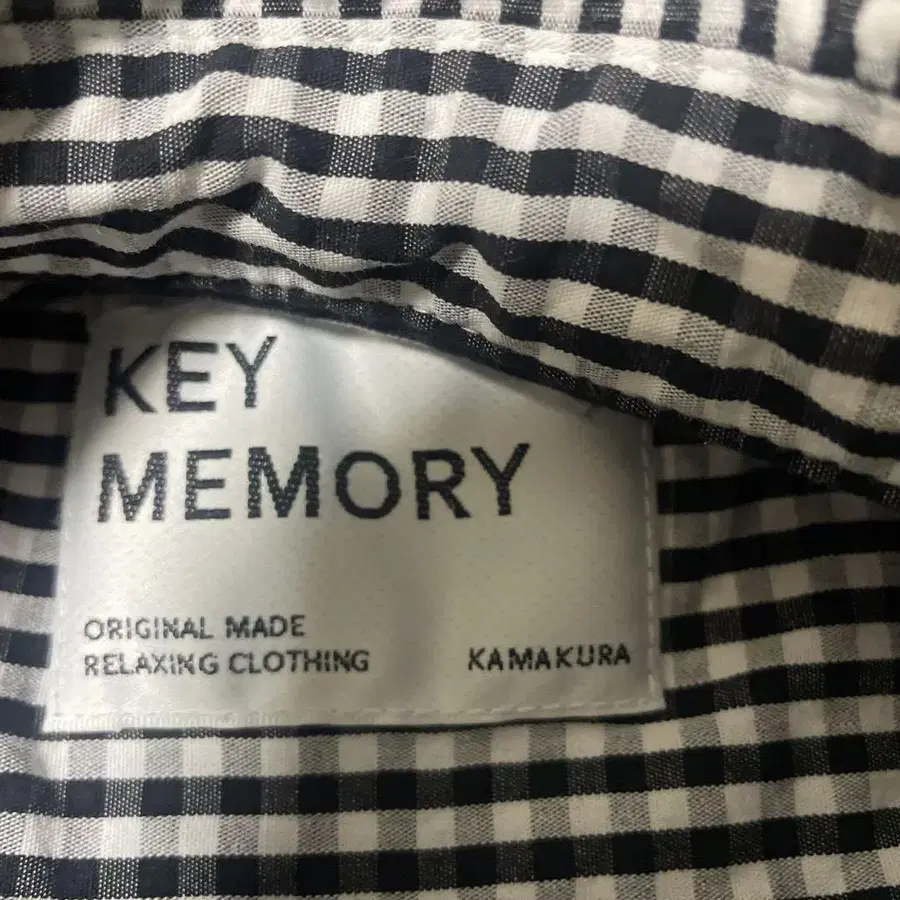 KEY
MEMORY
ORIGINAL MADE
RELAXING CLOTHING
KAMAKURA